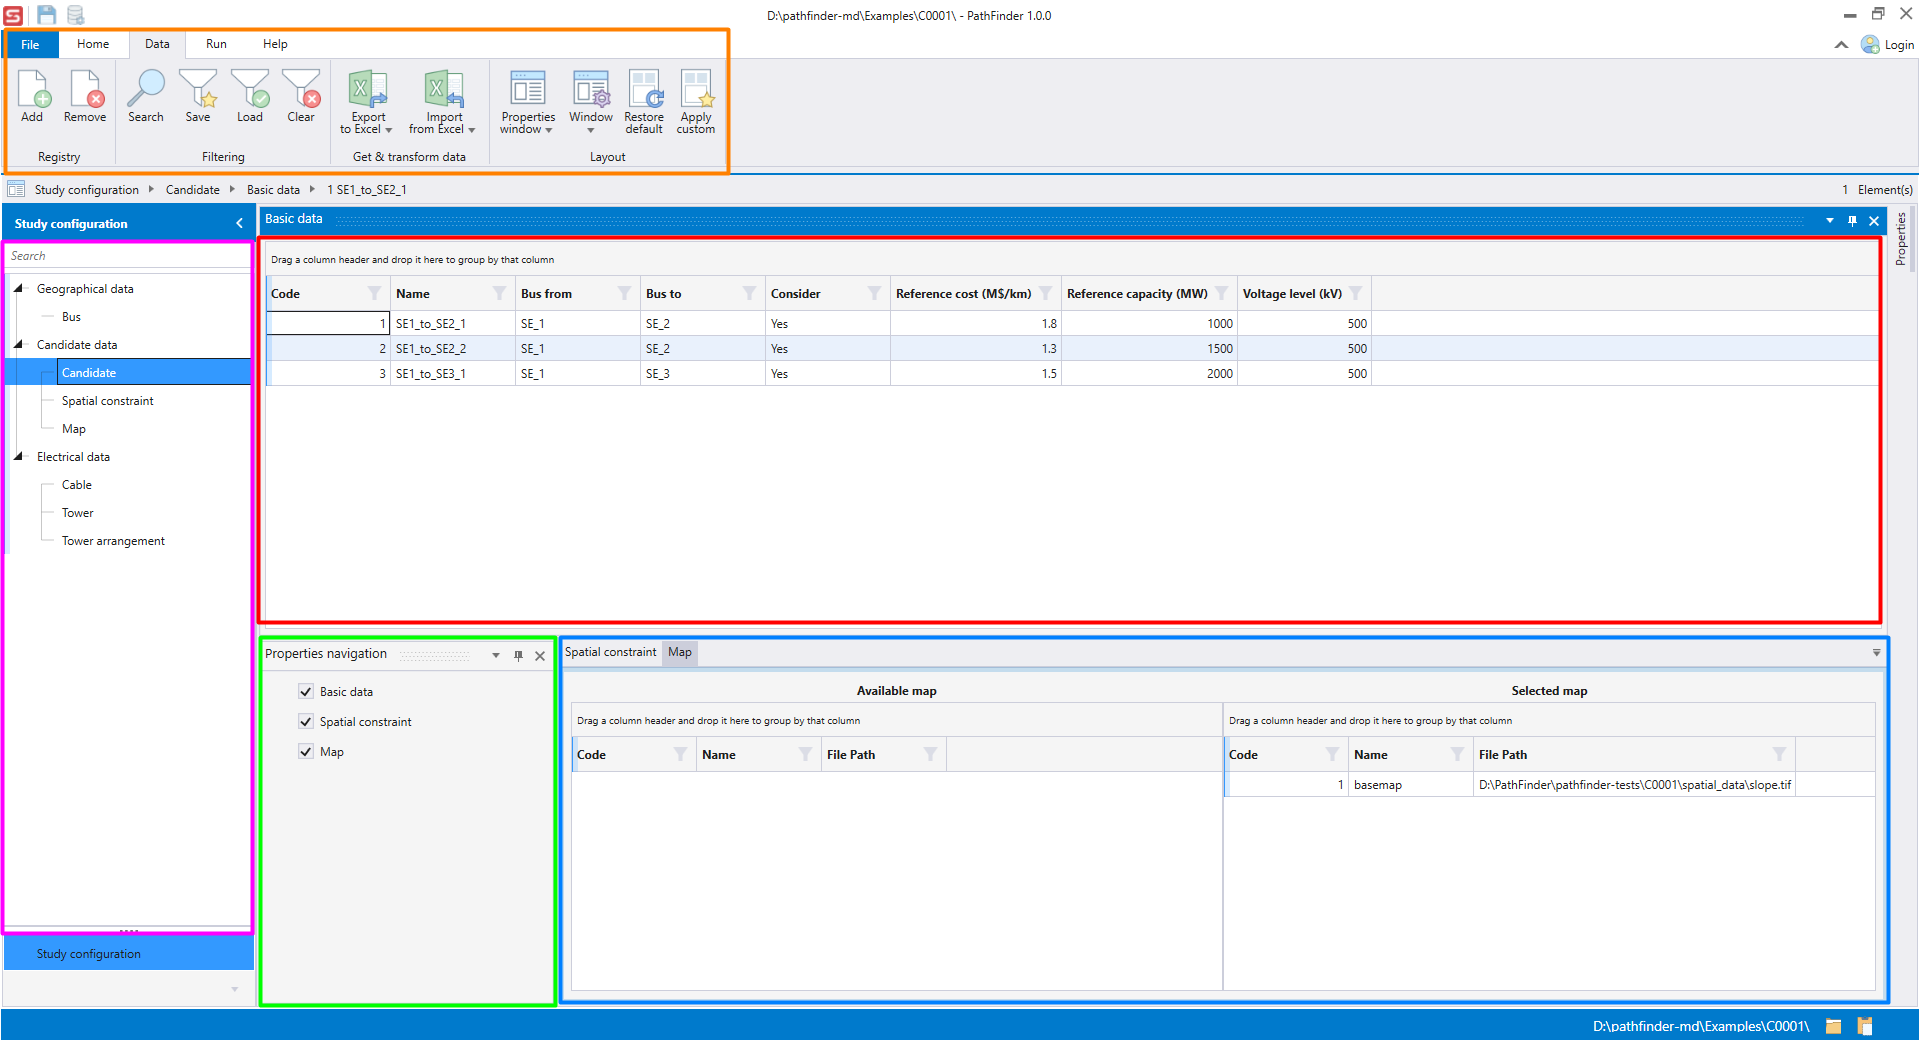 D:\pathfinder-md\Examples\C0001\ - PathFinder 1.0.0
File Home Data Run Help
Login
Add Remove Search Save Load Clear Export to Excel Import from Excel Properties window Window Restore default Apply custom
Registry Filtering Get & transform data Layout
Study configuration Candidate Basic data 1 SE1_to_SE2_1
1 Element(s)
Study configuration
Search
Geographical data
Bus
Candidate data
Candidate
Spatial constraint
Map
Electrical data
Cable
Tower
Tower arrangement
Study configuration
Basic data
Drag a column header and drop it here to group by that column
Code Name Bus from Bus to Consider Reference cost (M$/km) Reference capacity (MW) Voltage level (kV)
1 SE1_to_SE2_1 SE_1 SE_2 Yes 1.8 1000 500
2 SE1_to_SE2_2 SE_1 SE_2 Yes 1.3 1500 500
3 SE1_to_SE3_1 SE_1 SE_3 Yes 1.5 2000 500
Properties
Properties navigation
Basic data
Spatial constraint
Map
Spatial constraint Map
Available map
Drag a column header and drop it here to group by that column
Code Name File Path
Selected map
Drag a column header and drop it here to group by that column
Code Name File Path
1 basemap D:\PathFinder\pathfinder-tests\C0001\spatial_data\slope.tif
D:\pathfinder-md\Examples\C0001\